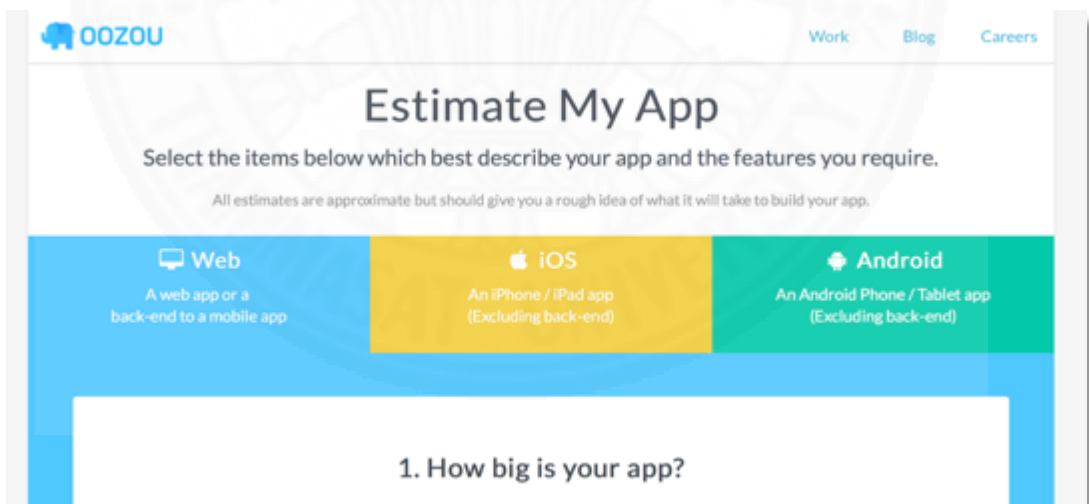 OOZOU
Work Blog Careers
Estimate My App
Select the items below which best describe your app and the features you require.
All estimates are approximate but should give you a rough idea of what it will take to build your app.
Web
A web app or a
back-end to a mobile app
iOS
An iPhone / iPad app
(Excluding back-end)
Android
An Android Phone / Tablet app
(Excluding back-end)
1. How big is your app?